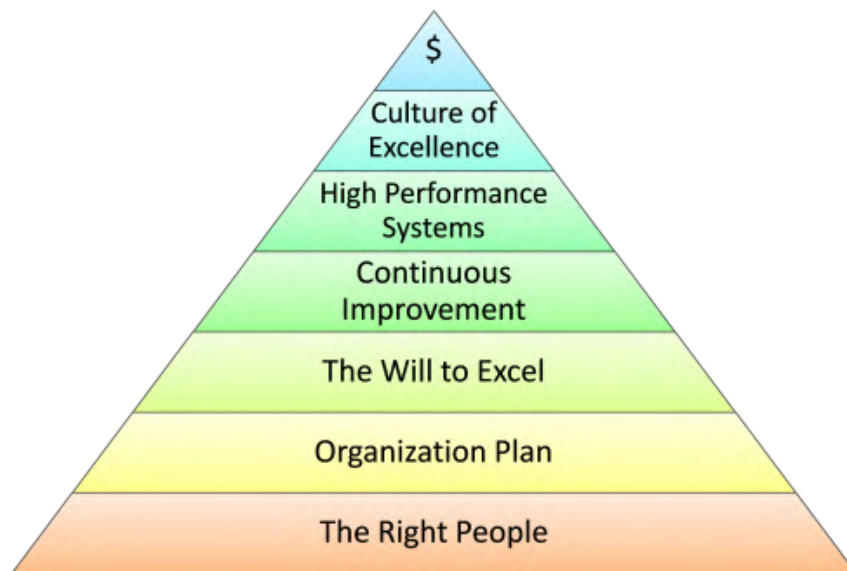 $
Culture of
Excellence
High Performance
Systems
Continuous
Improvement
The Will to Excel
Organization Plan
The Right People